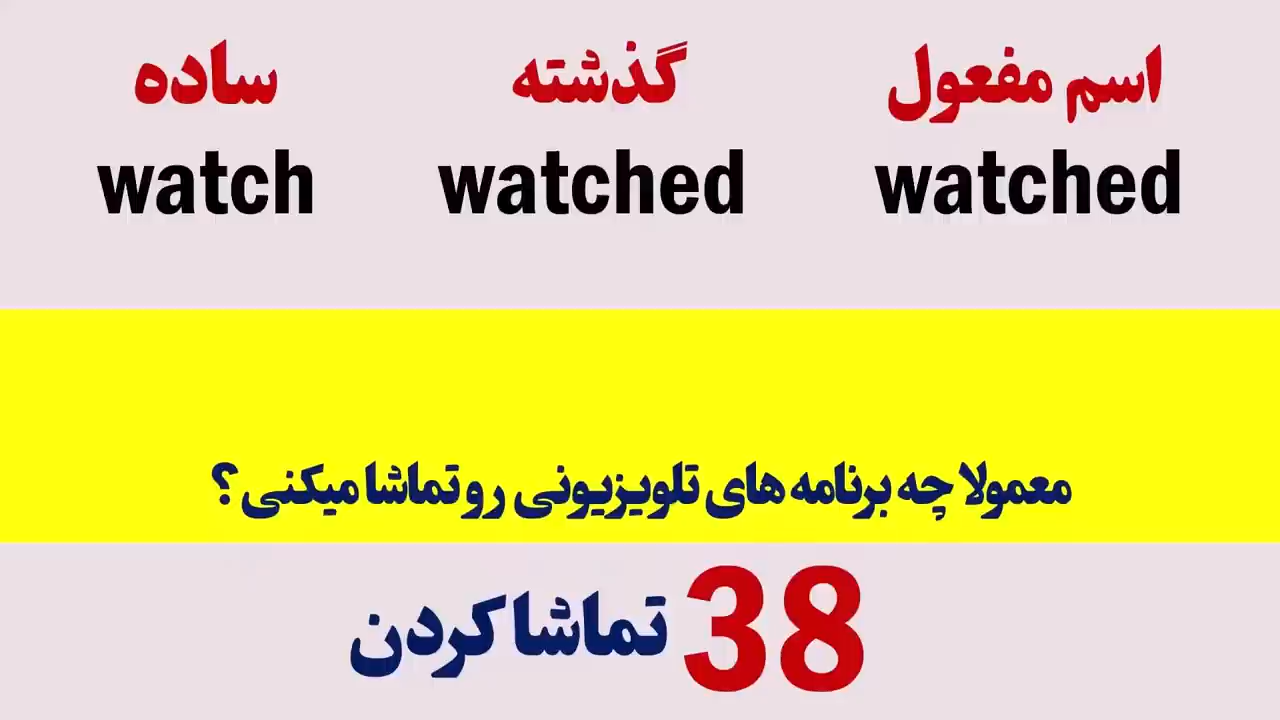 ساده گذشته اسم مفعول
watch watched watched
معمولا چه برنامه های تلویزیونی رو تماشا میکنی ؟
38 تماشا کردن